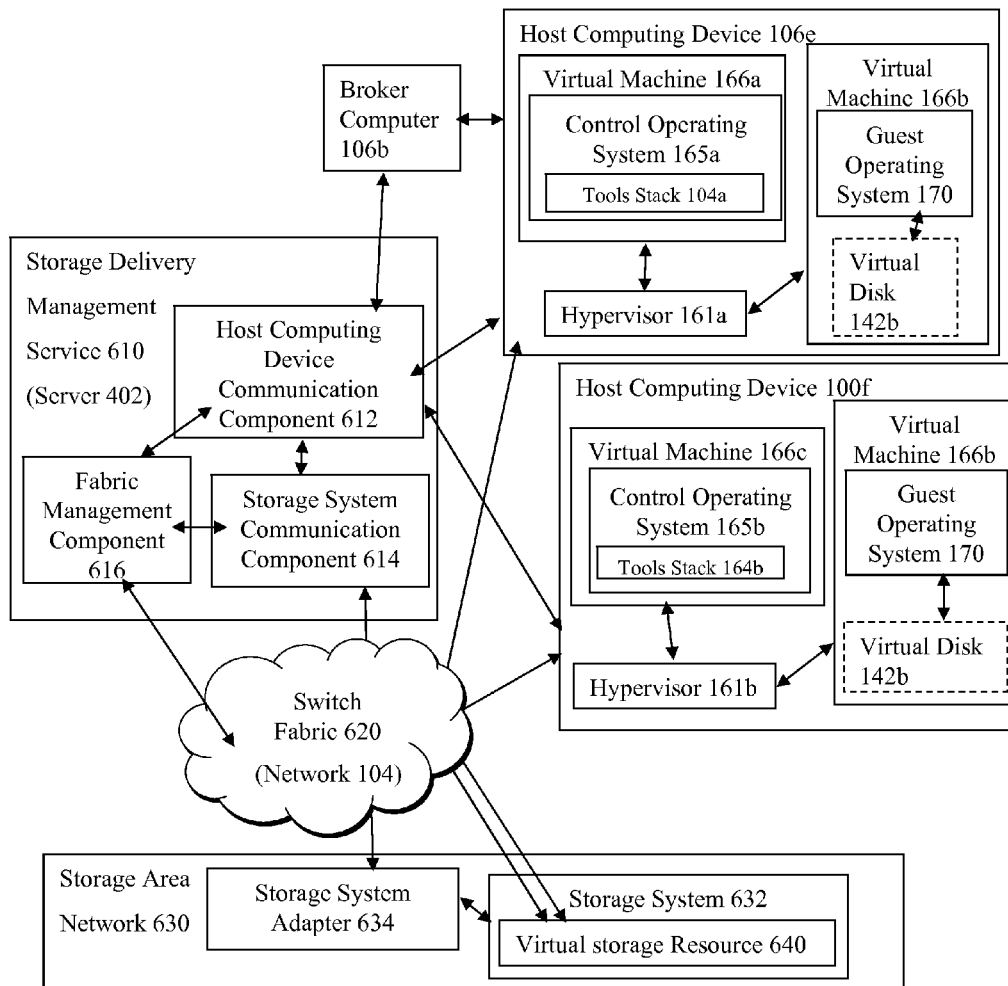 Host Computing Device 106e
Virtual Machine 166a
Control Operating
System 165a
Tools Stack 104a
Hypervisor 161a
Virtual
Machine 166b
Guest
Operating
System 170
Virtual
Disk
142b
Broker
Computer
106b
Storage Delivery
Management
Service 610
(Server 402)
Host Computing
Device
Communication
Component 612
Fabric
Management
Component
616
Storage System
Communication
Component 614
Host Computing Device 100f
Virtual Machine 166c
Control Operating
System 165b
Tools Stack 164b
Hypervisor 161b
Virtual
Machine 166b
Guest
Operating
System 170
Virtual Disk
142b
Switch
Fabric 620
(Network 104)
Storage Area
Network 630
Storage System
Adapter 634
Storage System 632
Virtual storage Resource 640